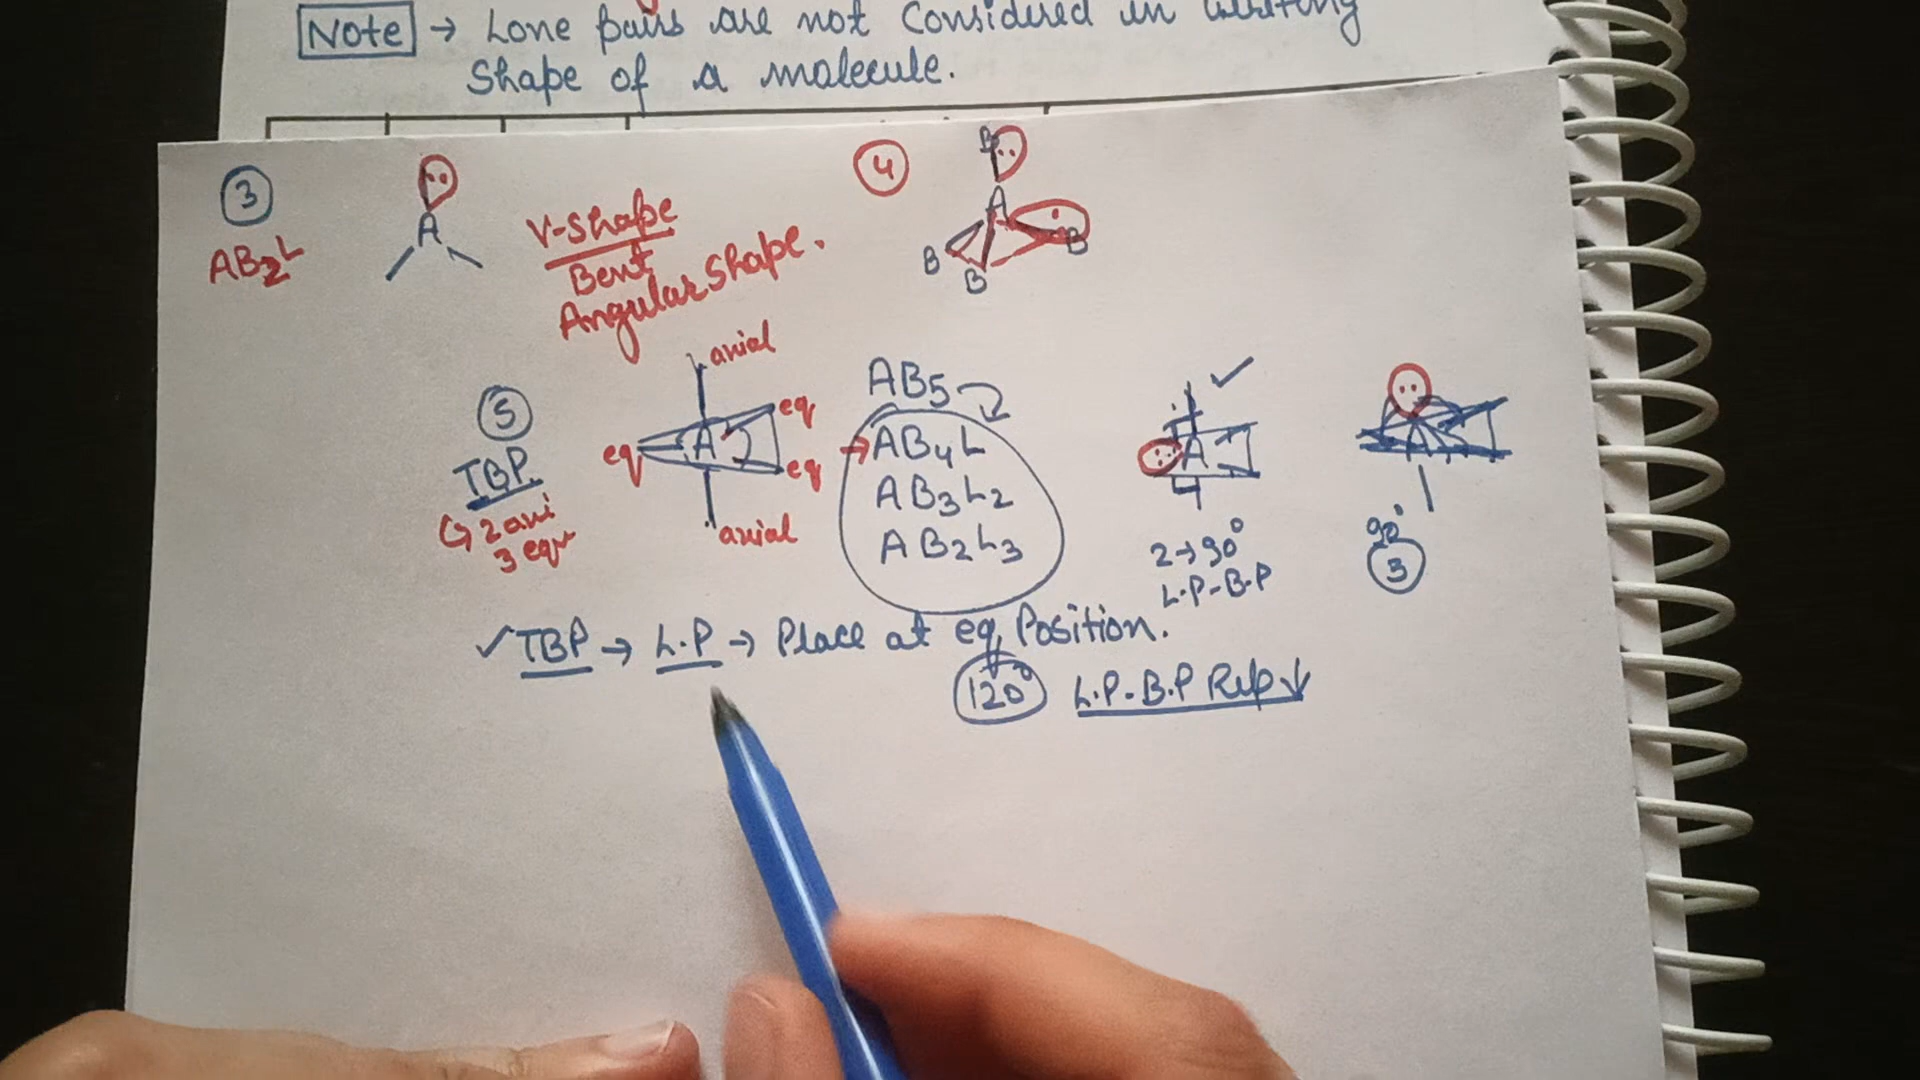 Note → Lone pairs are not Considered in writing
Shape of a molecule.
3
AB2L
A
V-Shape
Bent
Angular Shape.
4
B
A
B
B
B
5
TBP
↳ 2 axi
3 equ
axial
eq
A
eq
eq
axial
AB5
→ AB4L
AB3L2
AB2L3
✓
A
2→90°
L.P-B.P
A
90°
3
✓ TBP → L.P → Place at eq Position.
120°
L.P-B.P Rep↓